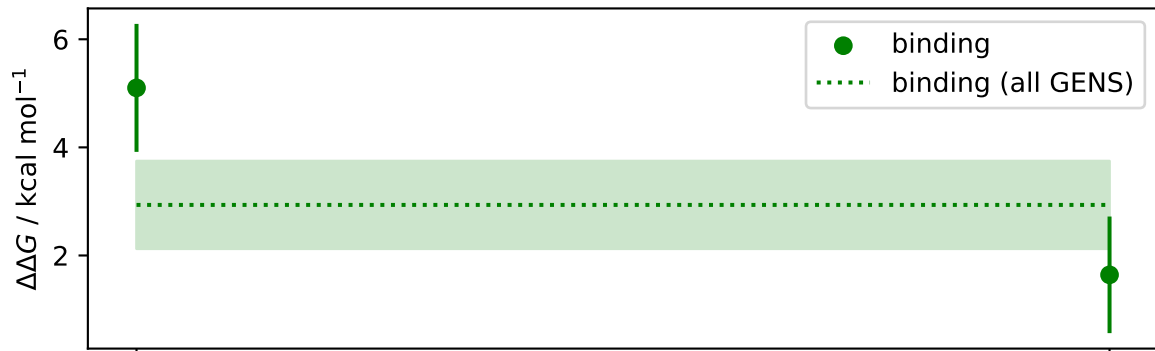 6
4
2
ΔΔG / kcal mol⁻¹
binding
binding (all GENS)